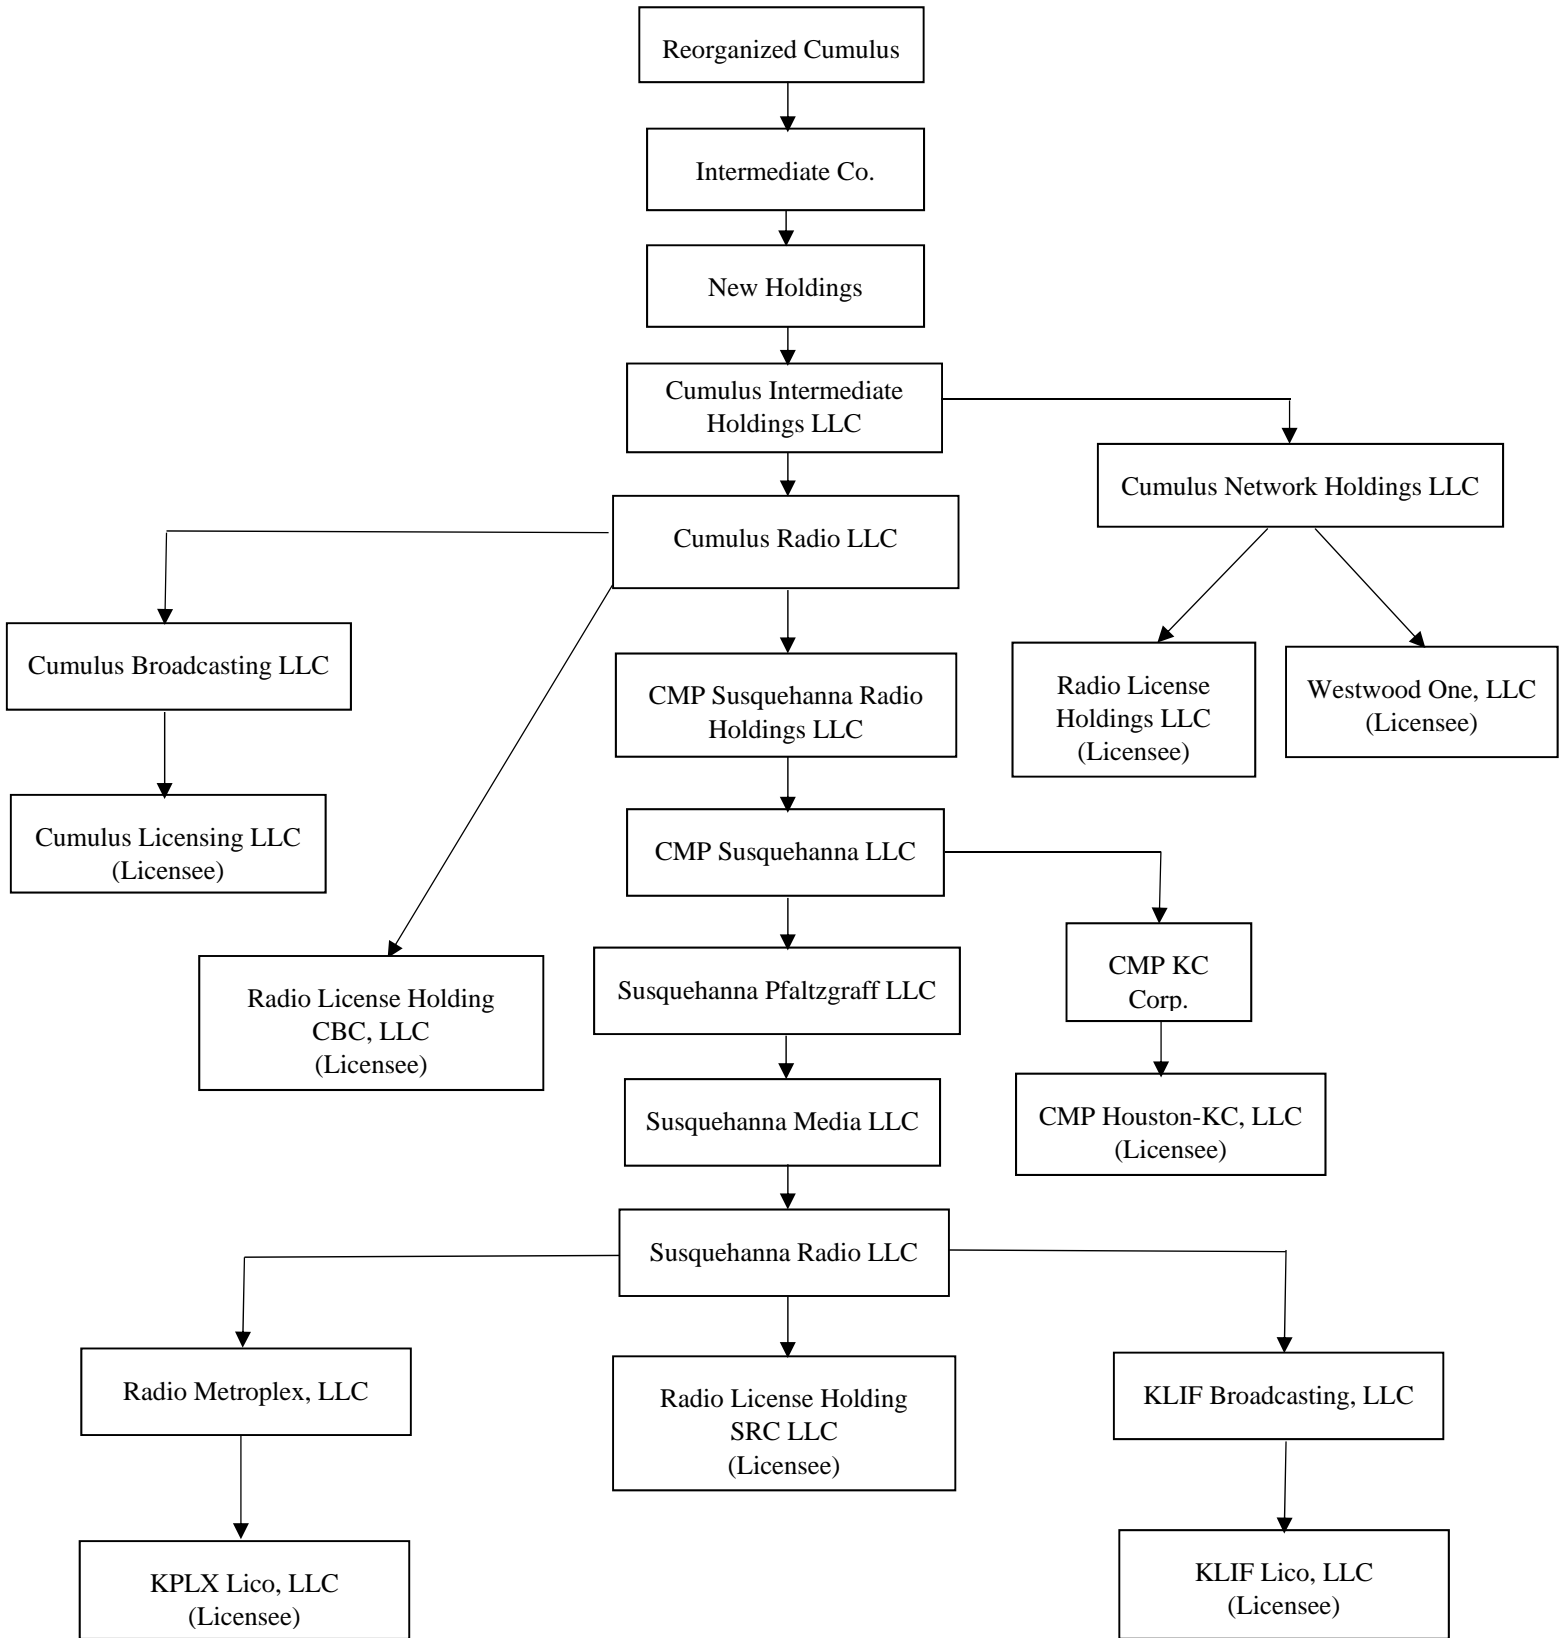 Reorganized Cumulus
Intermediate Co.
New Holdings
Cumulus Intermediate
Holdings LLC
Cumulus Network Holdings LLC
Cumulus Radio LLC
Cumulus Broadcasting LLC
CMP Susquehanna Radio
Holdings LLC
Radio License
Holdings LLC
(Licensee)
Westwood One, LLC
(Licensee)
Cumulus Licensing LLC
(Licensee)
CMP Susquehanna LLC
Radio License Holding
CBC, LLC
(Licensee)
Susquehanna Pfaltzgraff LLC
CMP KC
Corp.
Susquehanna Media LLC
CMP Houston-KC, LLC
(Licensee)
Susquehanna Radio LLC
Radio Metroplex, LLC
Radio License Holding
SRC LLC
(Licensee)
KLIF Broadcasting, LLC
KPLX Lico, LLC
(Licensee)
KLIF Lico, LLC
(Licensee)